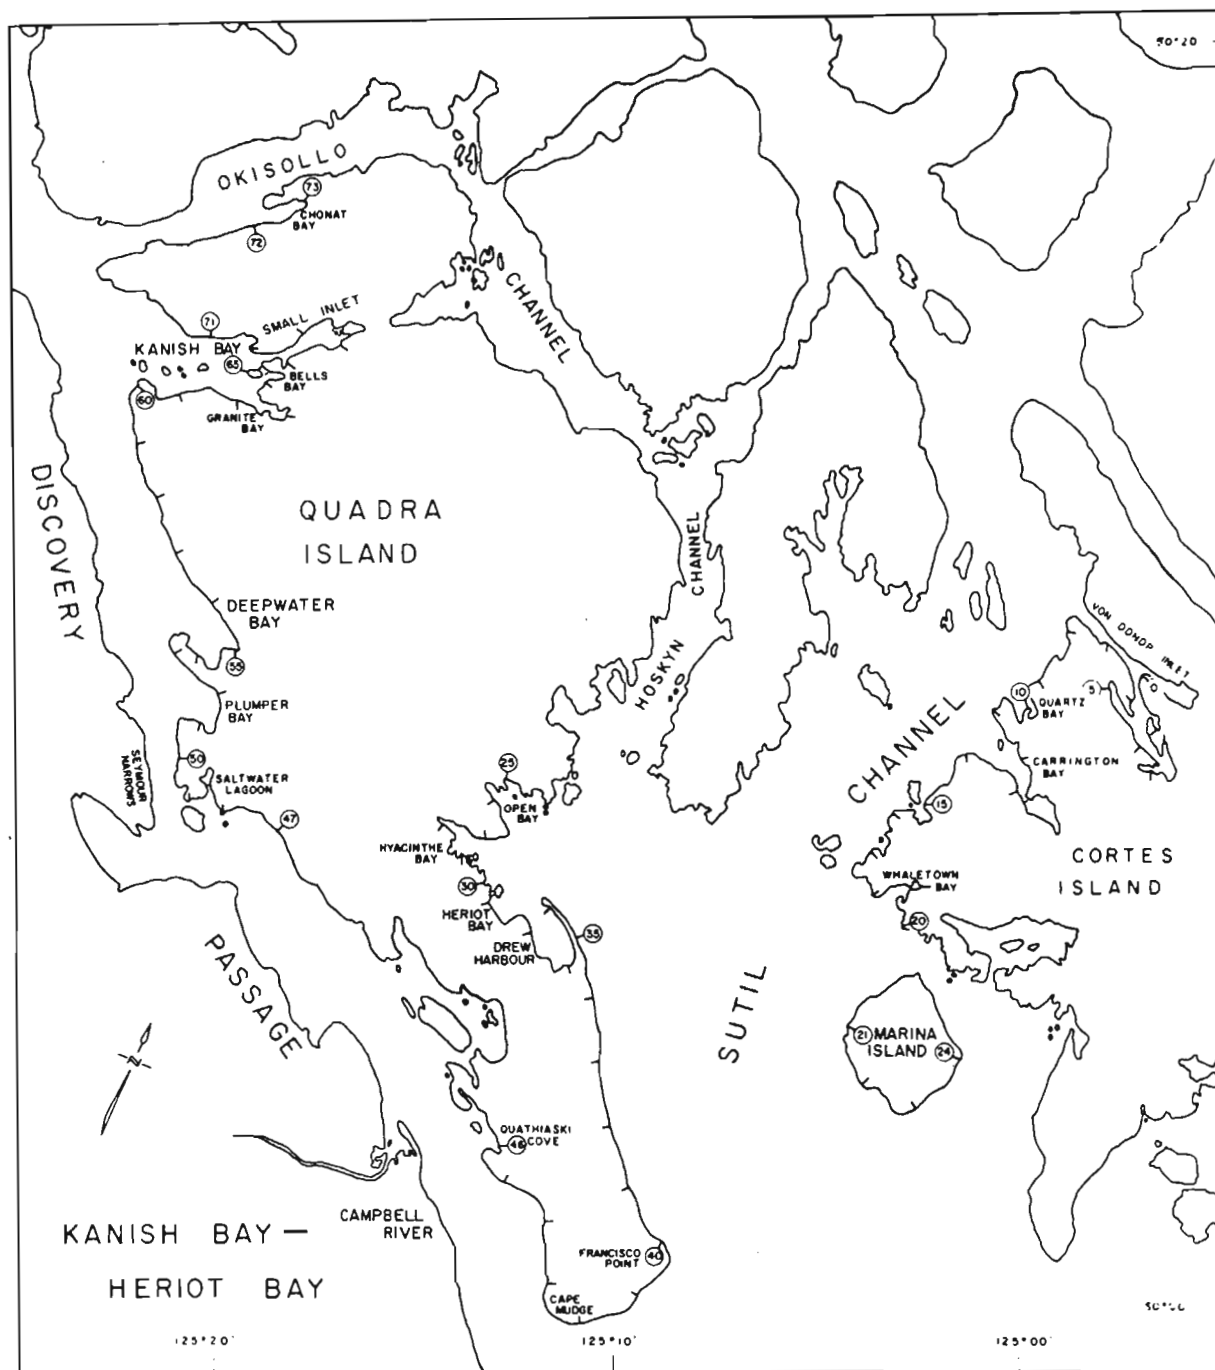 50°20
OKISOLLO
73
CHONAT
BAY
72
CHANNEL
71
SMALL INLET
KANISH BAY
65
BELLS
BAY
60
GRANITE
BAY
DISCOVERY
QUADRA
ISLAND
CHANNEL
DEEPWATER
BAY
55
VON DONOP INLET
HOSKYN
10
5
QUARTZ
BAY
PLUMPER
BAY
CHANNEL
SEYMOUR
NARROWS
50
SALTWATER
LAGOON
25
CARRINGTON
BAY
OPEN
BAY
15
47
HYACINTHE
BAY
CORTES
ISLAND
WHALETOWN
BAY
30
HERIOT
BAY
20
DREW
HARBOUR
35
PASSAGE
SUTIL
21
MARINA
ISLAND
24
N
QUATHIASKI
COVE
46
CAMPBELL
RIVER
KANISH BAY —
HERIOT BAY
FRANCISCO
POINT
40
CAPE
MUDGE
125°20'
125°10'
125°00'